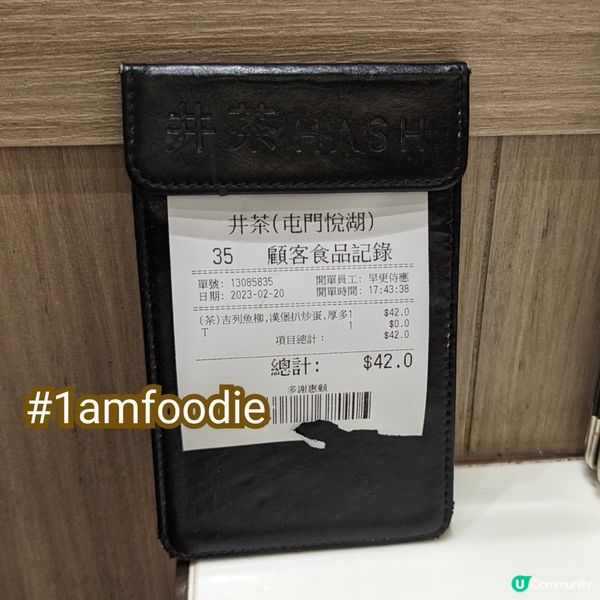 井茶 HASH
井茶(屯門悅湖)
35 顧客食品記錄
單號: 13085835 開單員工: 早更待應
日期: 2023-02-20 開單時間: 17:43:38
(茶)吉列魚柳,漢堡扒炒蛋,厚多1 $42.0
T 1 $0.0
項目總計: $42.0
總計: $42.0
多謝惠顧
#1amfoodie
U Community